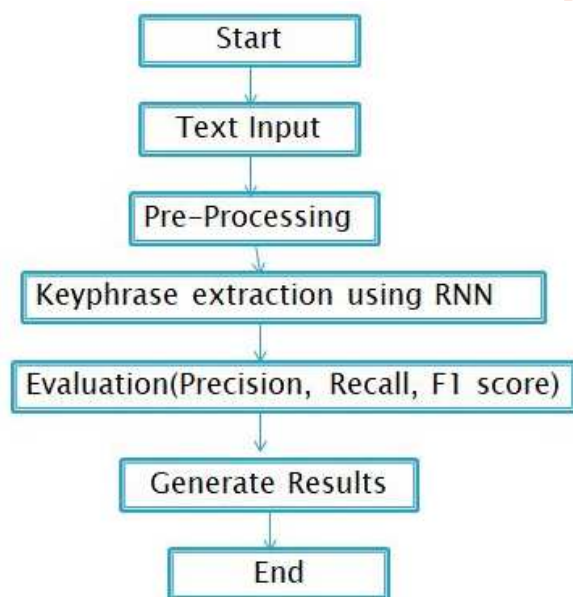 Start
Text Input
Pre-Processing
Keyphrase extraction using RNN
Evaluation(Precision, Recall, F1 score)
Generate Results
End